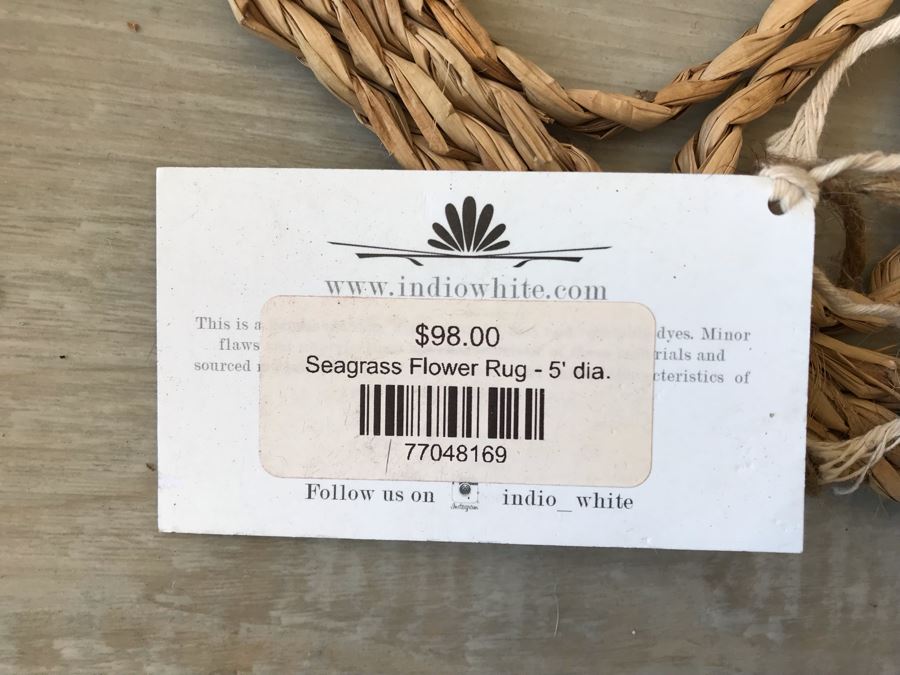 www.indiowhite.com
This is a dyes. Minor
flaws rials and
sourced cteristics of
$98.00
Seagrass Flower Rug - 5' dia.
77048169
Follow us on Instagram indio_white